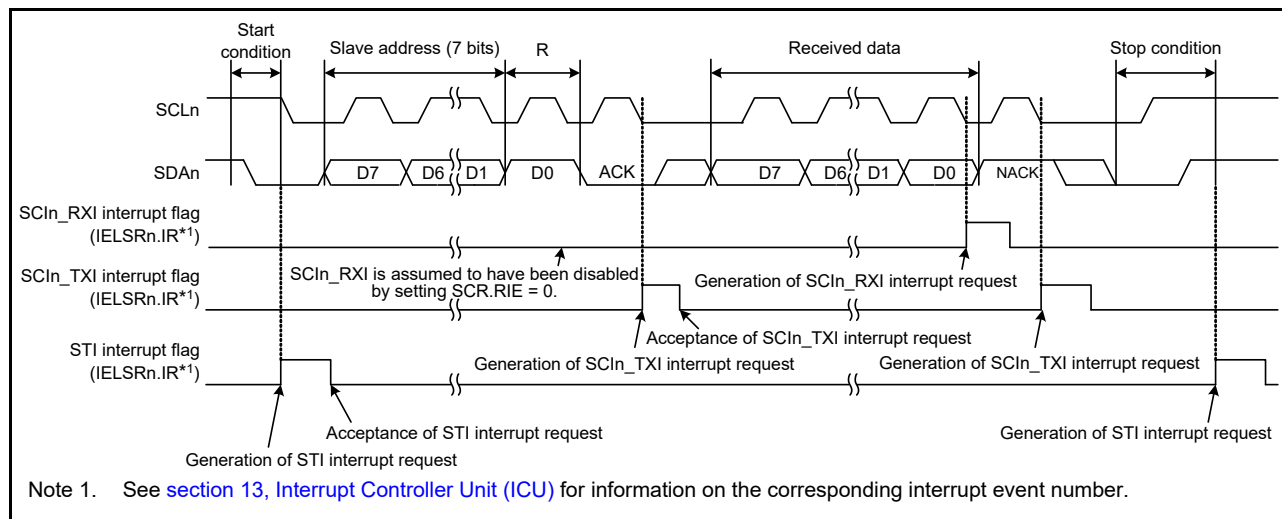 Start
condition
Slave address (7 bits)
R
Received data
Stop condition
SCLn
SDAn
D7
D6
D1
D0
ACK
D7
D6
D1
D0
NACK
SCIn_RXI interrupt flag
(IELSRn.IR*1)
SCIn_RXI is assumed to have been disabled
by setting SCR.RIE = 0.
Generation of SCIn_RXI interrupt request
SCIn_TXI interrupt flag
(IELSRn.IR*1)
Acceptance of SCIn_TXI interrupt request
Generation of SCIn_TXI interrupt request
Generation of SCIn_TXI interrupt request
STI interrupt flag
(IELSRn.IR*1)
Acceptance of STI interrupt request
Generation of STI interrupt request
Generation of STI interrupt request
Note 1. See section 13, Interrupt Controller Unit (ICU) for information on the corresponding interrupt event number.